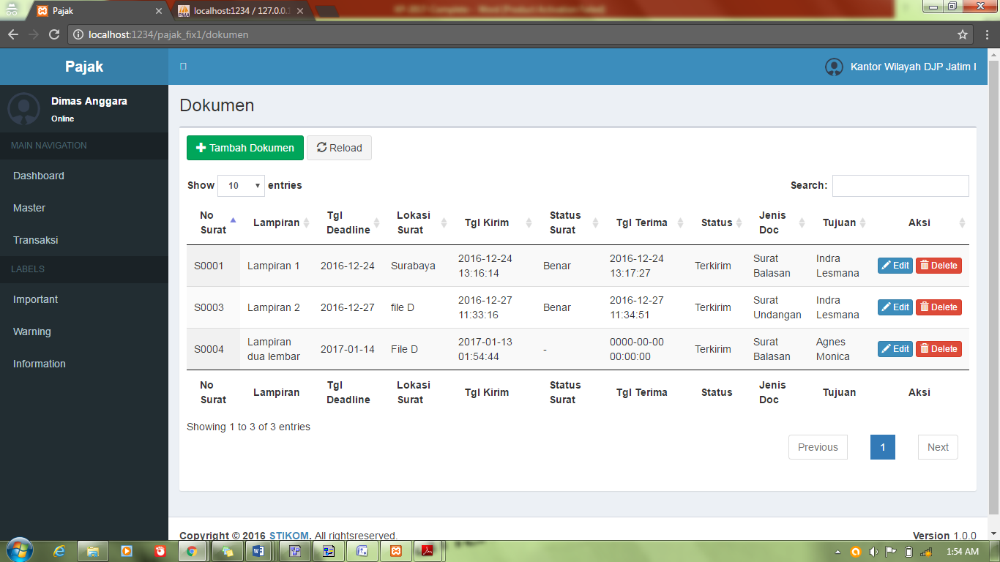 Pajak
localhost:1234 / 127.0.
localhost:1234/pajak_fix1/dokumen
Pajak
Kantor Wilayah DJP Jatim I
Dimas Anggara
Online
MAIN NAVIGATION
Dashboard
Master
Transaksi
LABELS
Important
Warning
Information
Dokumen
Tambah Dokumen Reload
Show 10 entries Search:
No Surat Lampiran Tgl Deadline Lokasi Surat Tgl Kirim Status Surat Tgl Terima Status Jenis Doc Tujuan Aksi
S0001 Lampiran 1 2016-12-24 Surabaya 2016-12-24 13:16:14 Benar 2016-12-24 13:17:27 Terkirim Surat Balasan Indra Lesmana Edit Delete
S0003 Lampiran 2 2016-12-27 file D 2016-12-27 11:33:16 Benar 2016-12-27 11:34:51 Terkirim Surat Undangan Indra Lesmana Edit Delete
S0004 Lampiran dua lembar 2017-01-14 File D 2017-01-13 01:54:44 - 0000-00-00 00:00:00 Terkirim Surat Balasan Agnes Monica Edit Delete
No Surat Lampiran Tgl Deadline Lokasi Surat Tgl Kirim Status Surat Tgl Terima Status Jenis Doc Tujuan Aksi
Showing 1 to 3 of 3 entries
Previous 1 Next
Copyright © 2016 STIKOM. All rightsreserved.
Version 1.0.0
1:54 AM